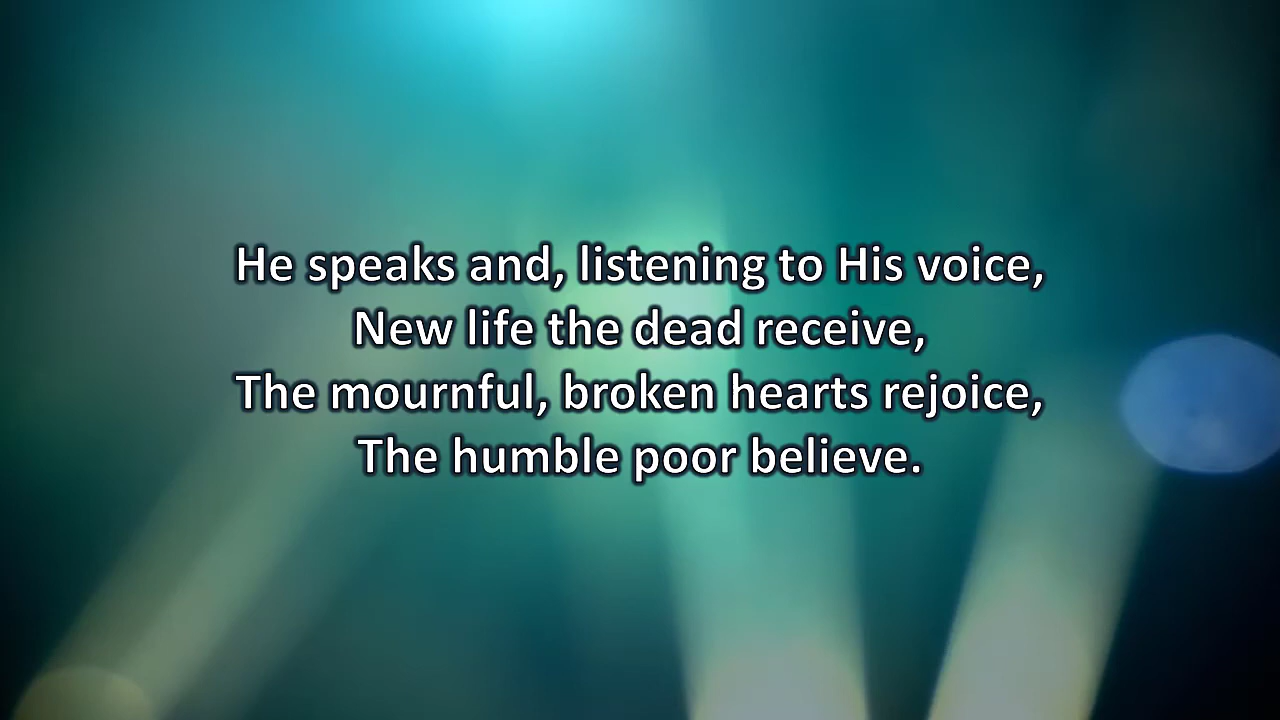 He speaks and, listening to His voice,
New life the dead receive,
The mournful, broken hearts rejoice,
The humble poor believe.